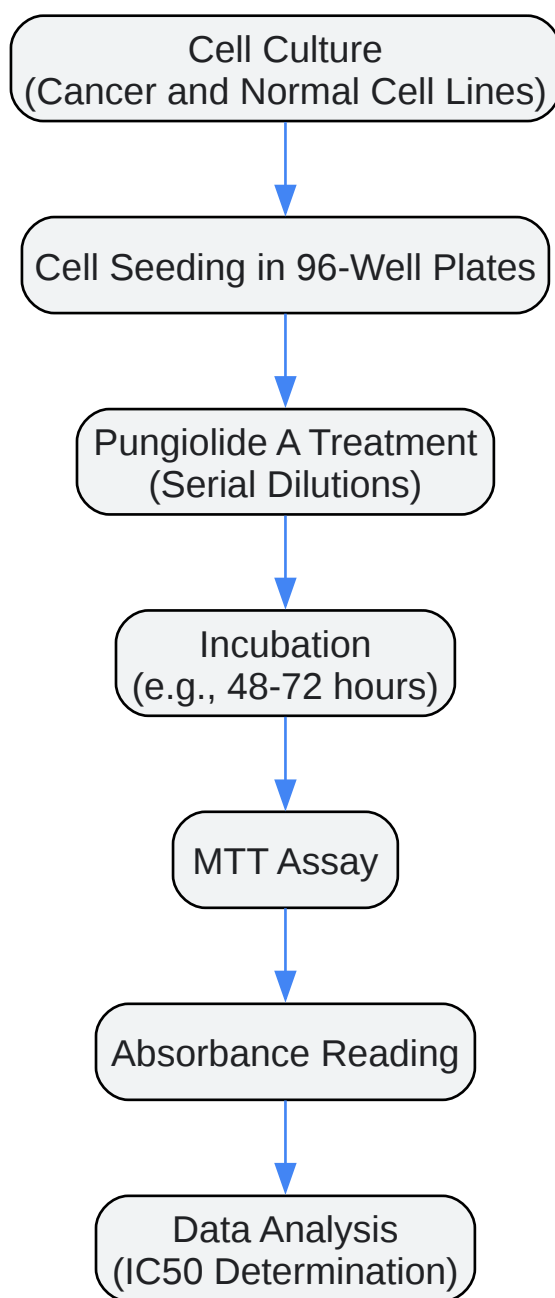 Cell Culture
(Cancer and Normal Cell Lines)
Cell Seeding in 96-Well Plates
Pungiolide A Treatment
(Serial Dilutions)
Incubation
(e.g., 48-72 hours)
MTT Assay
Absorbance Reading
Data Analysis
(IC50 Determination)